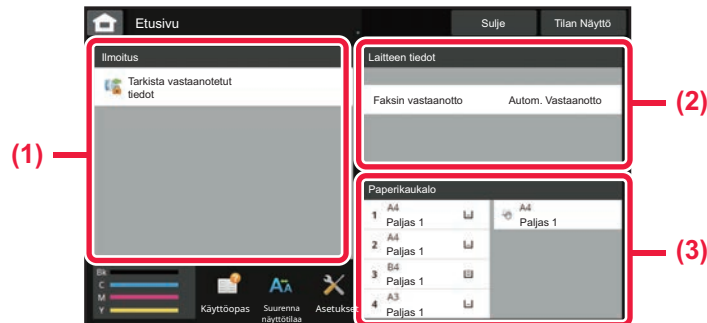 Etusivu
Sulje
Tilan Näyttö
Ilmoitus
Tarkista vastaanotetut
tiedot
(1)
Laitteen tiedot
Faksin vastaanotto
Autom. Vastaanotto
(2)
Paperikaukalo
1 A4
Paljas 1
2 A4
Paljas 1
3 B4
Paljas 1
4 A3
Paljas 1
A4
Paljas 1
(3)
Bk
C
M
Y
Käyttöopas
Suurenna
näyttötilaa
Asetukset